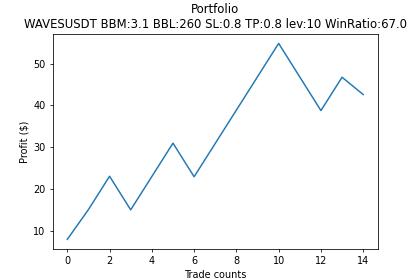 Portfolio
WAVESUSDT BBM:3.1 BBL:260 SL:0.8 TP:0.8 lev:10 WinRatio:67.0
50
40
30
20
10
Profit ($)
0 2 4 6 8 10 12 14
Trade counts